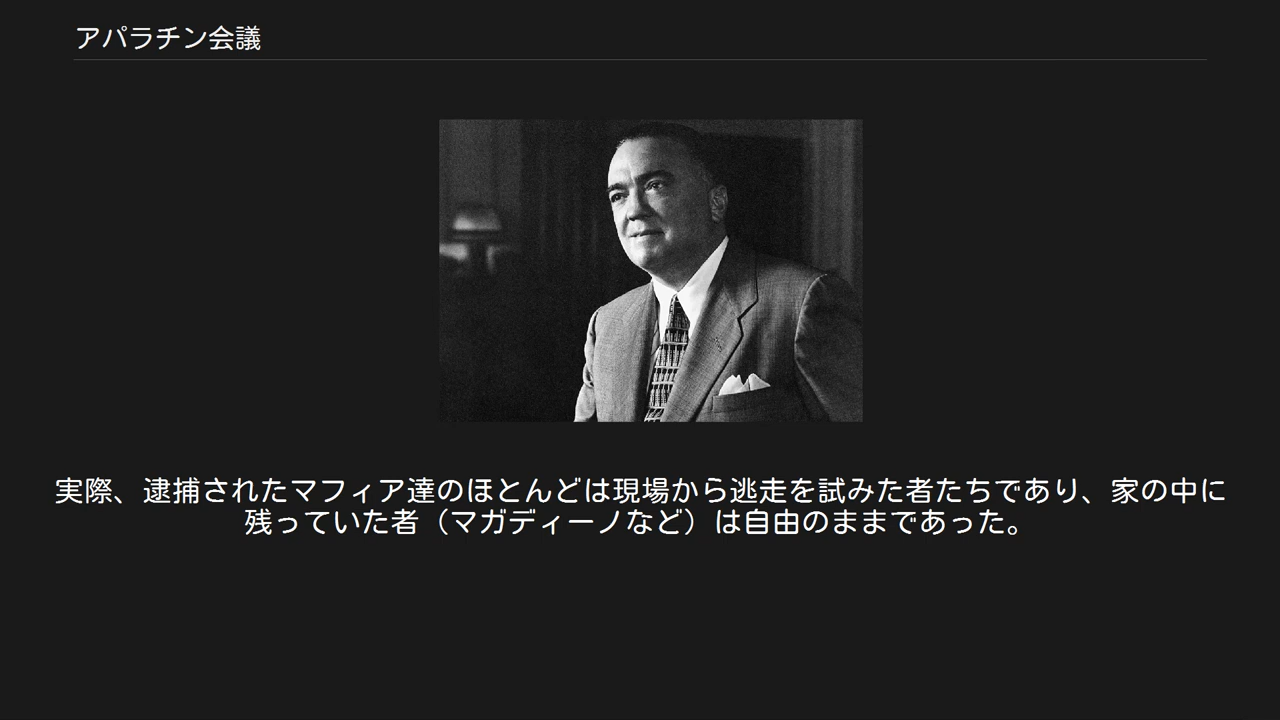 アパラチン会議
実際、逮捕されたマフィア達のほとんどは現場から逃走を試みた者たちであり、家の中に
残っていた者（マガディーノなど）は自由のままであった。